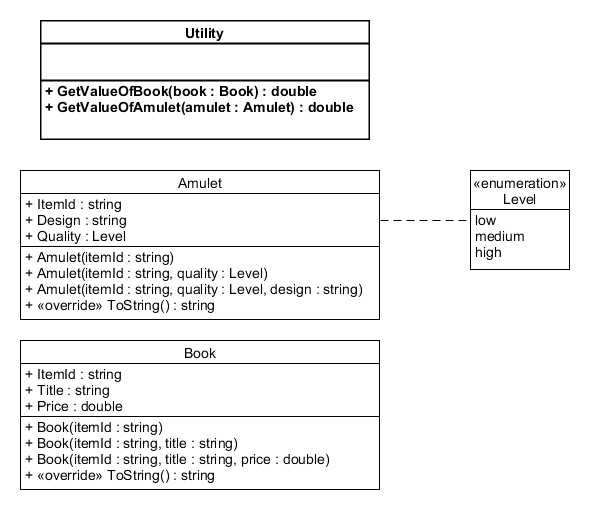 Utility
+ GetValueOfBook(book : Book) : double
+ GetValueOfAmulet(amulet : Amulet) : double
Amulet
+ ItemId : string
+ Design : string
+ Quality : Level
+ Amulet(itemId : string)
+ Amulet(itemId : string, quality : Level)
+ Amulet(itemId : string, quality : Level, design : string)
+ «override» ToString() : string
«enumeration»
Level
low
medium
high
Book
+ ItemId : string
+ Title : string
+ Price : double
+ Book(itemId : string)
+ Book(itemId : string, title : string)
+ Book(itemId : string, title : string, price : double)
+ «override» ToString() : string